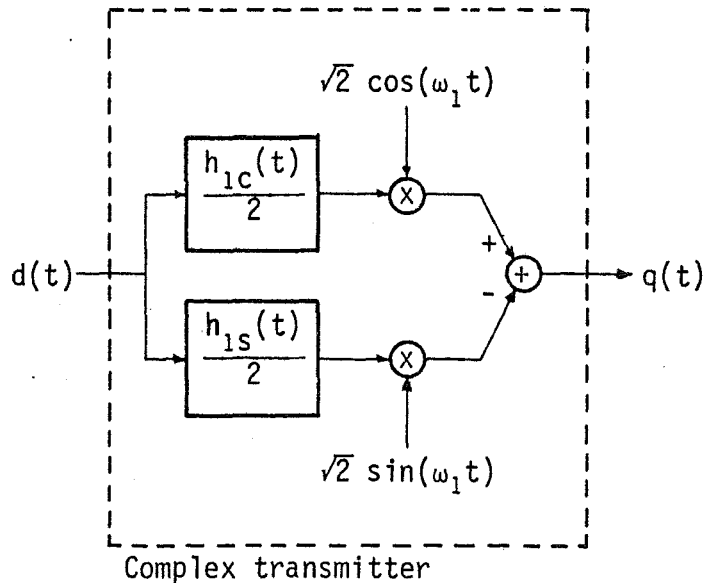 √2 cos(ω₁t)
h₁c(t)
2
+
d(t)
+
q(t)
-
h₁s(t)
2
√2 sin(ω₁t)
Complex transmitter